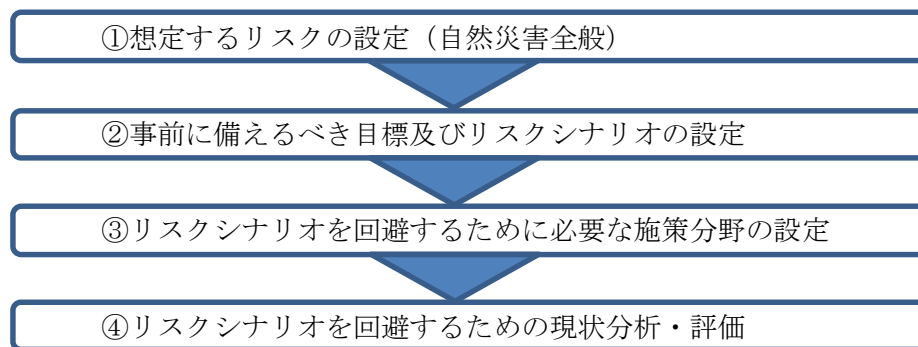 ①想定するリスクの設定（自然災害全般）
②事前に備えるべき目標及びリスクシナリオの設定
③リスクシナリオを回避するために必要な施策分野の設定
④リスクシナリオを回避するための現状分析・評価